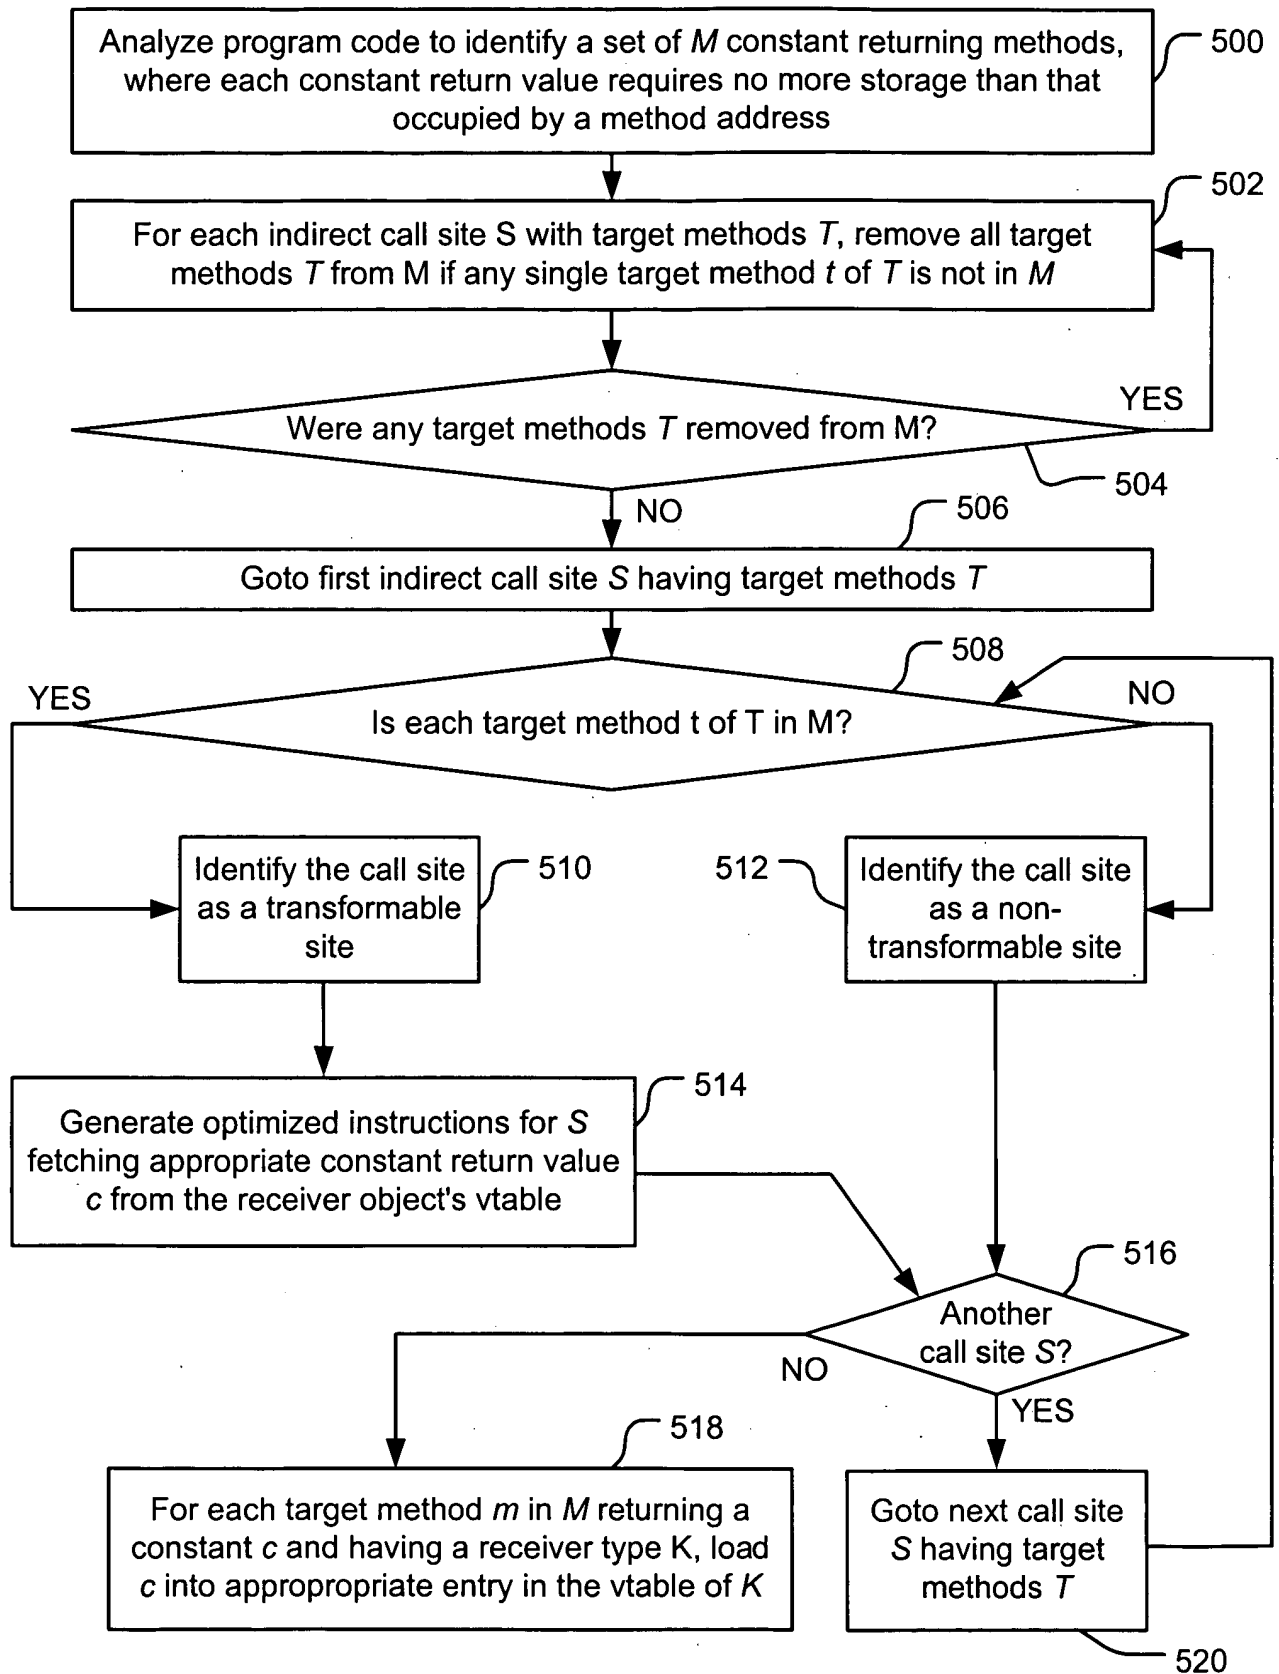 Analyze program code to identify a set of M constant returning methods,
where each constant return value requires no more storage than that
occupied by a method address
500
502
For each indirect call site S with target methods T, remove all target
methods T from M if any single target method t of T is not in M
YES
Were any target methods T removed from M?
504
NO
506
Goto first indirect call site S having target methods T
508
YES
NO
Is each target method t of T in M?
Identify the call site
as a transformable
site
510
512
Identify the call site
as a non-
transformable site
514
Generate optimized instructions for S
fetching appropriate constant return value
c from the receiver object's vtable
516
Another
call site S?
NO
YES
518
For each target method m in M returning a
constant c and having a receiver type K, load
c into appropropriate entry in the vtable of K
Goto next call site
S having target
methods T
520